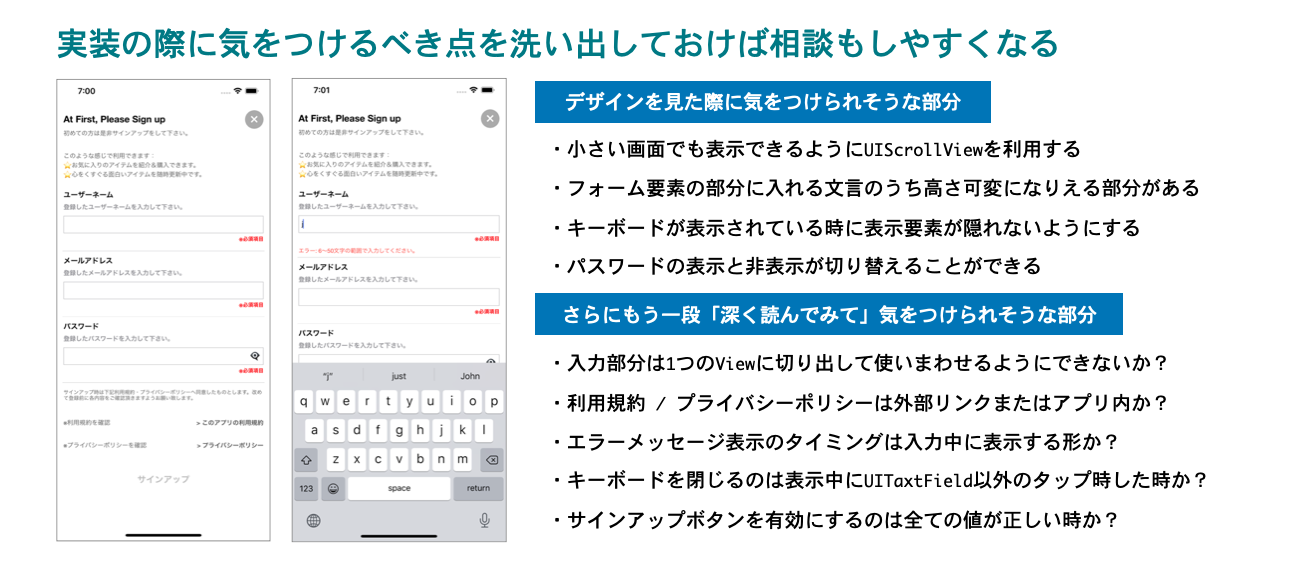 実装の際に気をつけるべき点を洗い出しておけば相談もしやすくなる
7:00
At First, Please Sign up
初めての方は是非サインアップをして下さい。
このような感じで利用できます：
⭐お気に入りのアイテムを紹介&購入できます。
⭐心をくすぐる面白いアイテムを随時更新中です。
ユーザーネーム
登録したユーザーネームを入力して下さい。
※必須項目
メールアドレス
登録したメールアドレスを入力して下さい。
※必須項目
パスワード
登録したパスワードを入力して下さい。
※必須項目
サインアップ時は下記利用規約・プライバシーポリシーへ同意したものとします。改め
て登録前に各内容をご確認頂きますようお願い致します。
※利用規約を確認
> このアプリの利用規約
※プライバシーポリシーを確認
> プライバシーポリシー
サインアップ
7:01
At First, Please Sign up
初めての方は是非サインアップをして下さい。
このような感じで利用できます：
⭐お気に入りのアイテムを紹介&購入できます。
⭐心をくすぐる面白いアイテムを随時更新中です。
ユーザーネーム
登録したユーザーネームを入力して下さい。
※必須項目
エラー: 6〜50文字の範囲で入力してください。
メールアドレス
登録したメールアドレスを入力して下さい。
※必須項目
パスワード
登録したパスワードを入力して下さい。
“j” just John
q w e r t y u i o p
a s d f g h j k l
z x c v b n m
123 space return
デザインを見た際に気をつけられそうな部分
・小さい画面でも表示できるようにUIScrollViewを利用する
・フォーム要素の部分に入れる文言のうち高さ可変になりえる部分がある
・キーボードが表示されている時に表示要素が隠れないようにする
・パスワードの表示と非表示が切り替えることができる
さらにもう一段「深く読んでみて」気をつけられそうな部分
・入力部分は1つのViewに切り出して使いまわせるようにできないか？
・利用規約 / プライバシーポリシーは外部リンクまたはアプリ内か？
・エラーメッセージ表示のタイミングは入力中に表示する形か？
・キーボードを閉じるのは表示中にUITaxtField以外のタップ時した時か？
・サインアップボタンを有効にするのは全ての値が正しい時か？